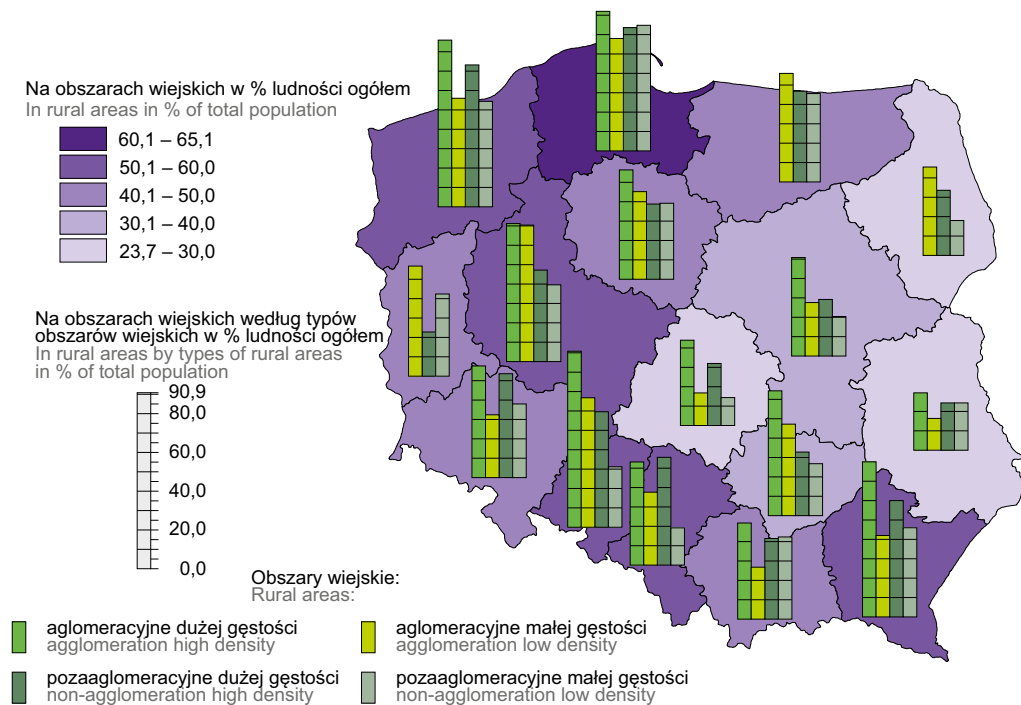 Na obszarach wiejskich w % ludności ogółem
In rural areas in % of total population
60,1 – 65,1
50,1 – 60,0
40,1 – 50,0
30,1 – 40,0
23,7 – 30,0
Na obszarach wiejskich według typów
obszarów wiejskich w % ludności ogółem
In rural areas by types of rural areas
in % of total population
90,9
80,0
60,0
40,0
20,0
0,0
Obszary wiejskie:
Rural areas:
aglomeracyjne dużej gęstości
agglomeration high density
aglomeracyjne małej gęstości
agglomeration low density
pozaaglomeracyjne dużej gęstości
non-agglomeration high density
pozaaglomeracyjne małej gęstości
non-agglomeration low density